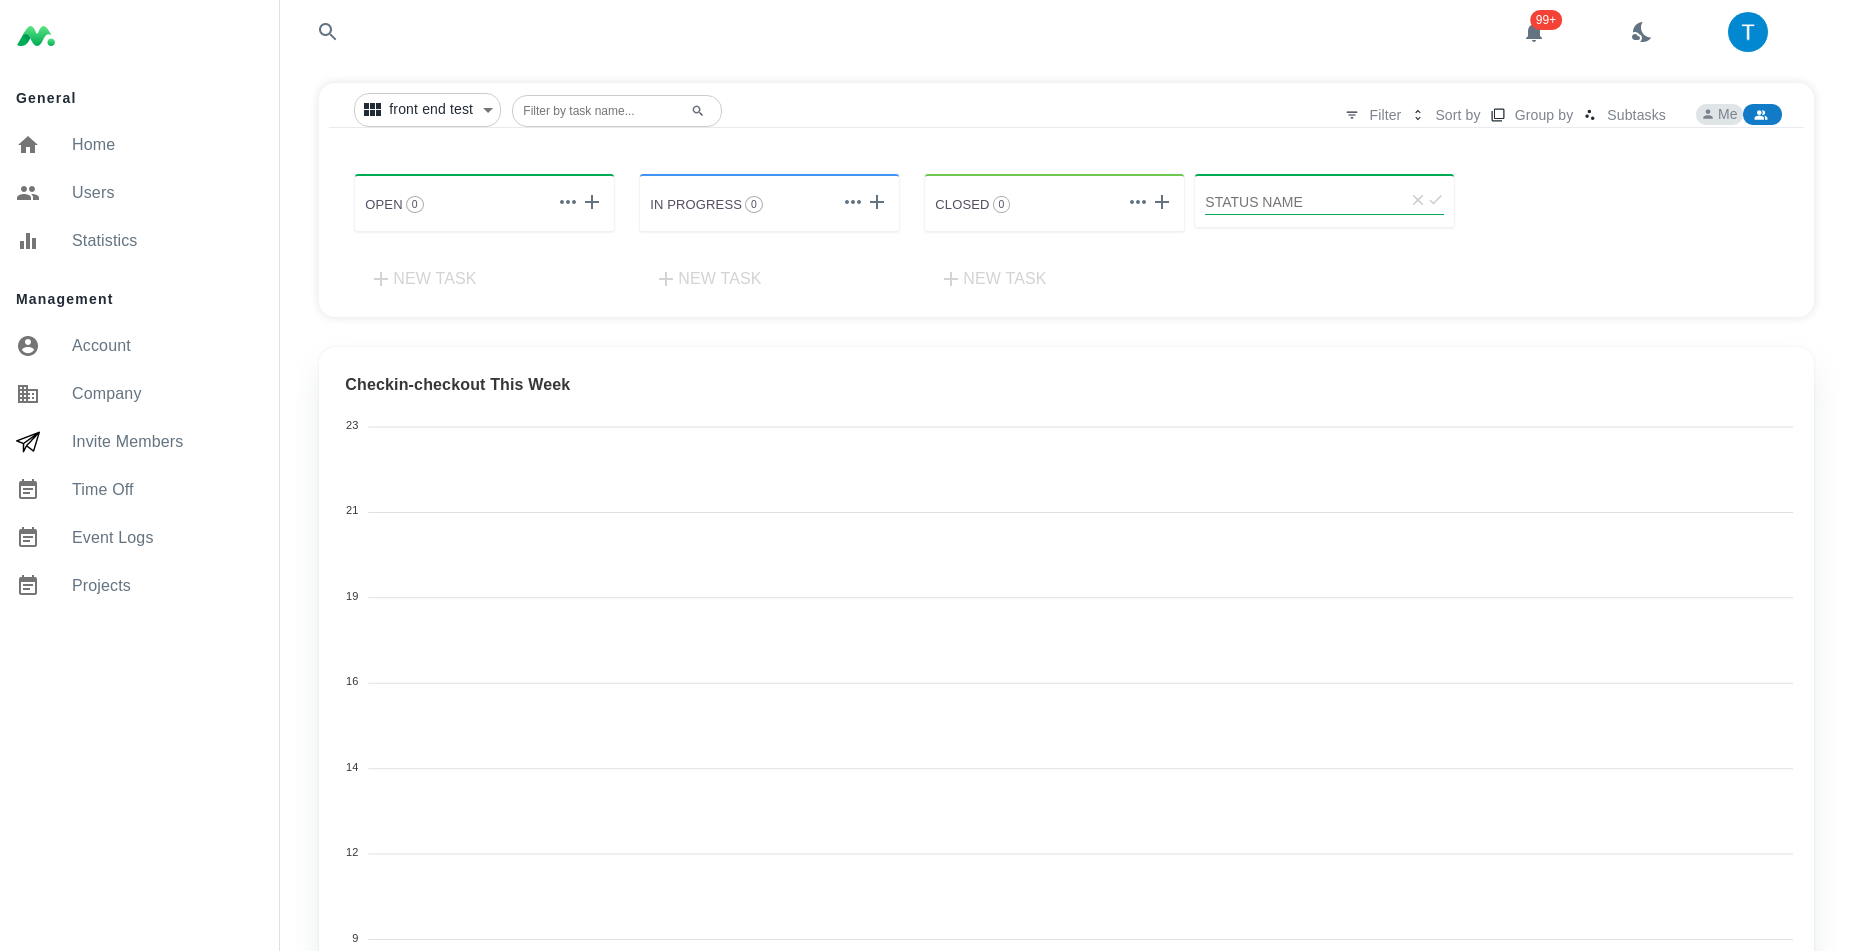 99+
T
General
Home
Users
Statistics
Management
Account
Company
Invite Members
Time Off
Event Logs
Projects
front end test
Filter by task name...
Filter
Sort by
Group by
Subtasks
Me
OPEN 0
IN PROGRESS 0
CLOSED 0
STATUS NAME
NEW TASK
NEW TASK
NEW TASK
Checkin-checkout This Week
23
21
19
16
14
12
9